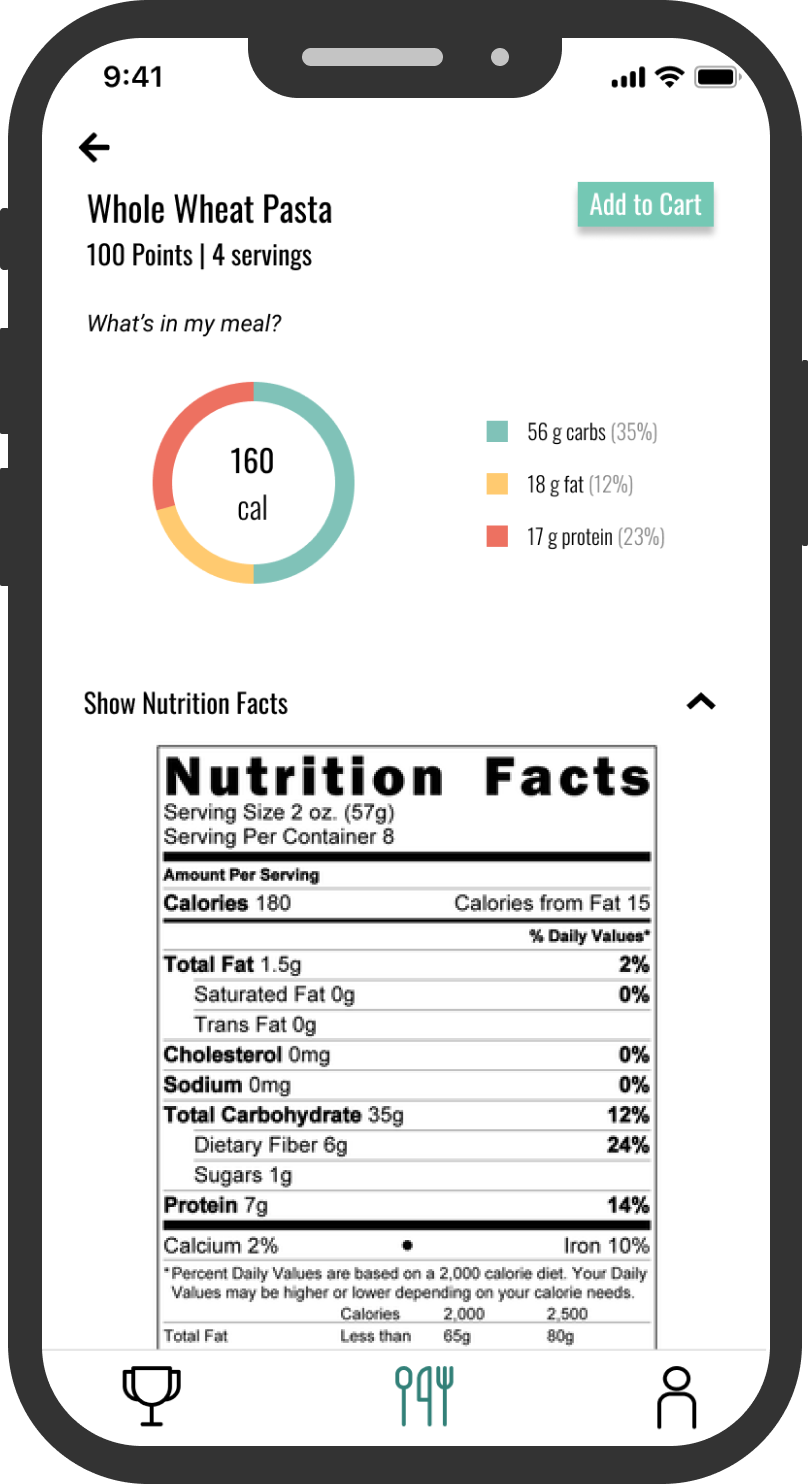 9:41
Whole Wheat Pasta
Add to Cart
100 Points | 4 servings
What's in my meal?
160
cal
56 g carbs (35%)
18 g fat (12%)
17 g protein (23%)
Show Nutrition Facts
Nutrition Facts
Serving Size 2 oz. (57g)
Serving Per Container 8
Amount Per Serving
Calories 180 Calories from Fat 15
% Daily Values*
Total Fat 1.5g 2%
Saturated Fat 0g 0%
Trans Fat 0g
Cholesterol 0mg 0%
Sodium 0mg 0%
Total Carbohydrate 35g 12%
Dietary Fiber 6g 24%
Sugars 1g
Protein 7g 14%
Calcium 2% • Iron 10%
*Percent Daily Values are based on a 2,000 calorie diet. Your Daily
Values may be higher or lower depending on your calorie needs.
Calories 2,000 2,500
Total Fat Less than 65g 80g